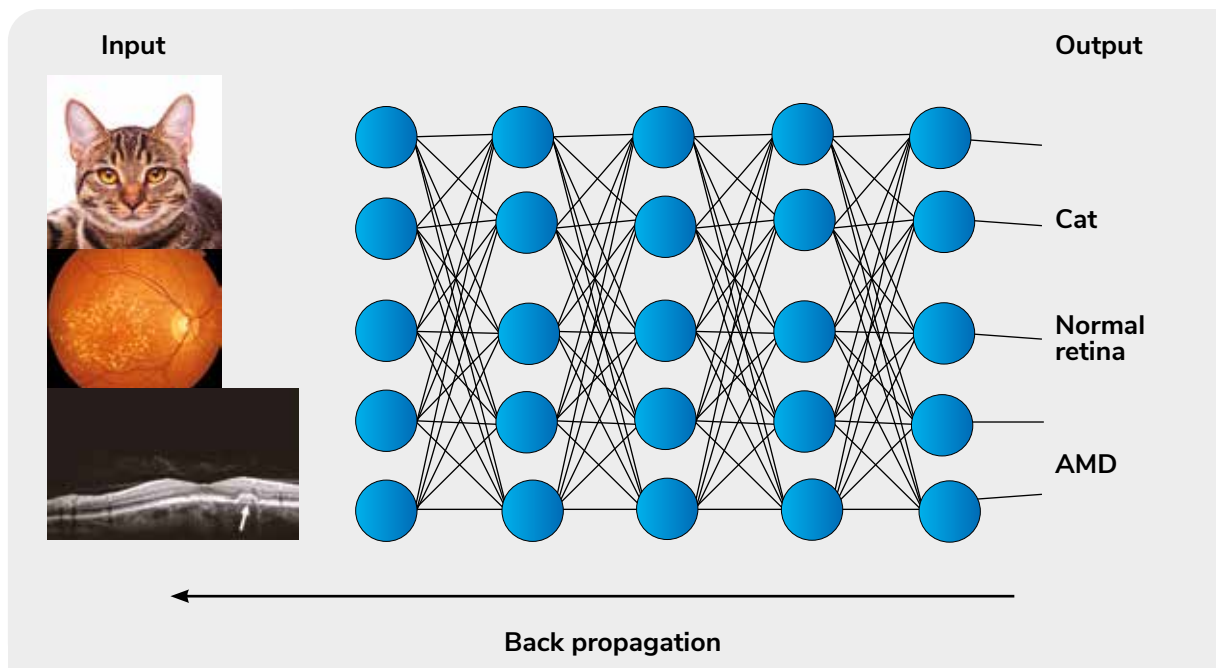 Input
Output
Cat
Normal
retina
AMD
Back propagation